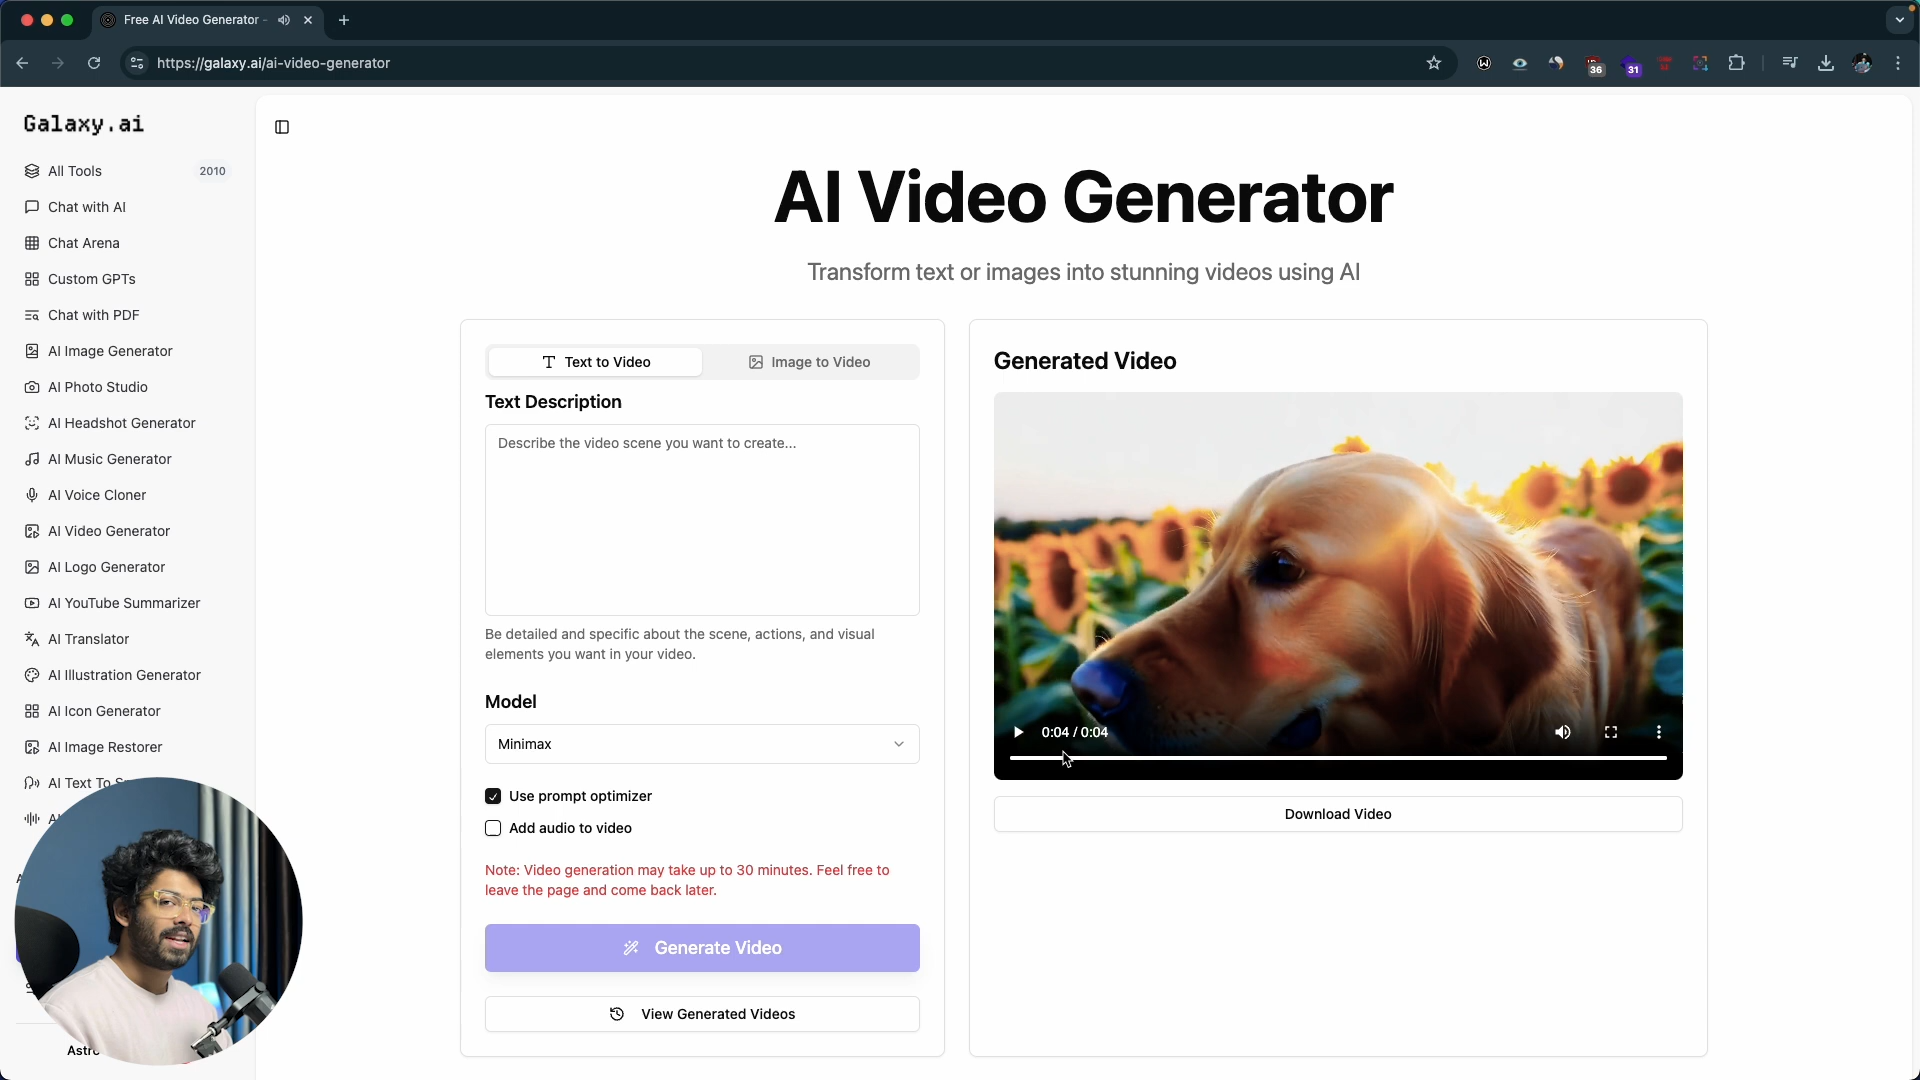 Free AI Video Generator -
https://galaxy.ai/ai-video-generator
36
31
Galaxy.ai
All Tools
2010
Chat with AI
Chat Arena
Custom GPTs
Chat with PDF
AI Image Generator
AI Photo Studio
AI Headshot Generator
AI Music Generator
AI Voice Cloner
AI Video Generator
AI Logo Generator
AI YouTube Summarizer
AI Translator
AI Illustration Generator
AI Icon Generator
AI Image Restorer
AI Text To
AI Video Generator
Transform text or images into stunning videos using AI
Text to Video
Image to Video
Text Description
Describe the video scene you want to create...
Be detailed and specific about the scene, actions, and visual
elements you want in your video.
Model
Minimax
Use prompt optimizer
Add audio to video
Note: Video generation may take up to 30 minutes. Feel free to
leave the page and come back later.
Generate Video
View Generated Videos
Generated Video
0:04 / 0:04
Download Video